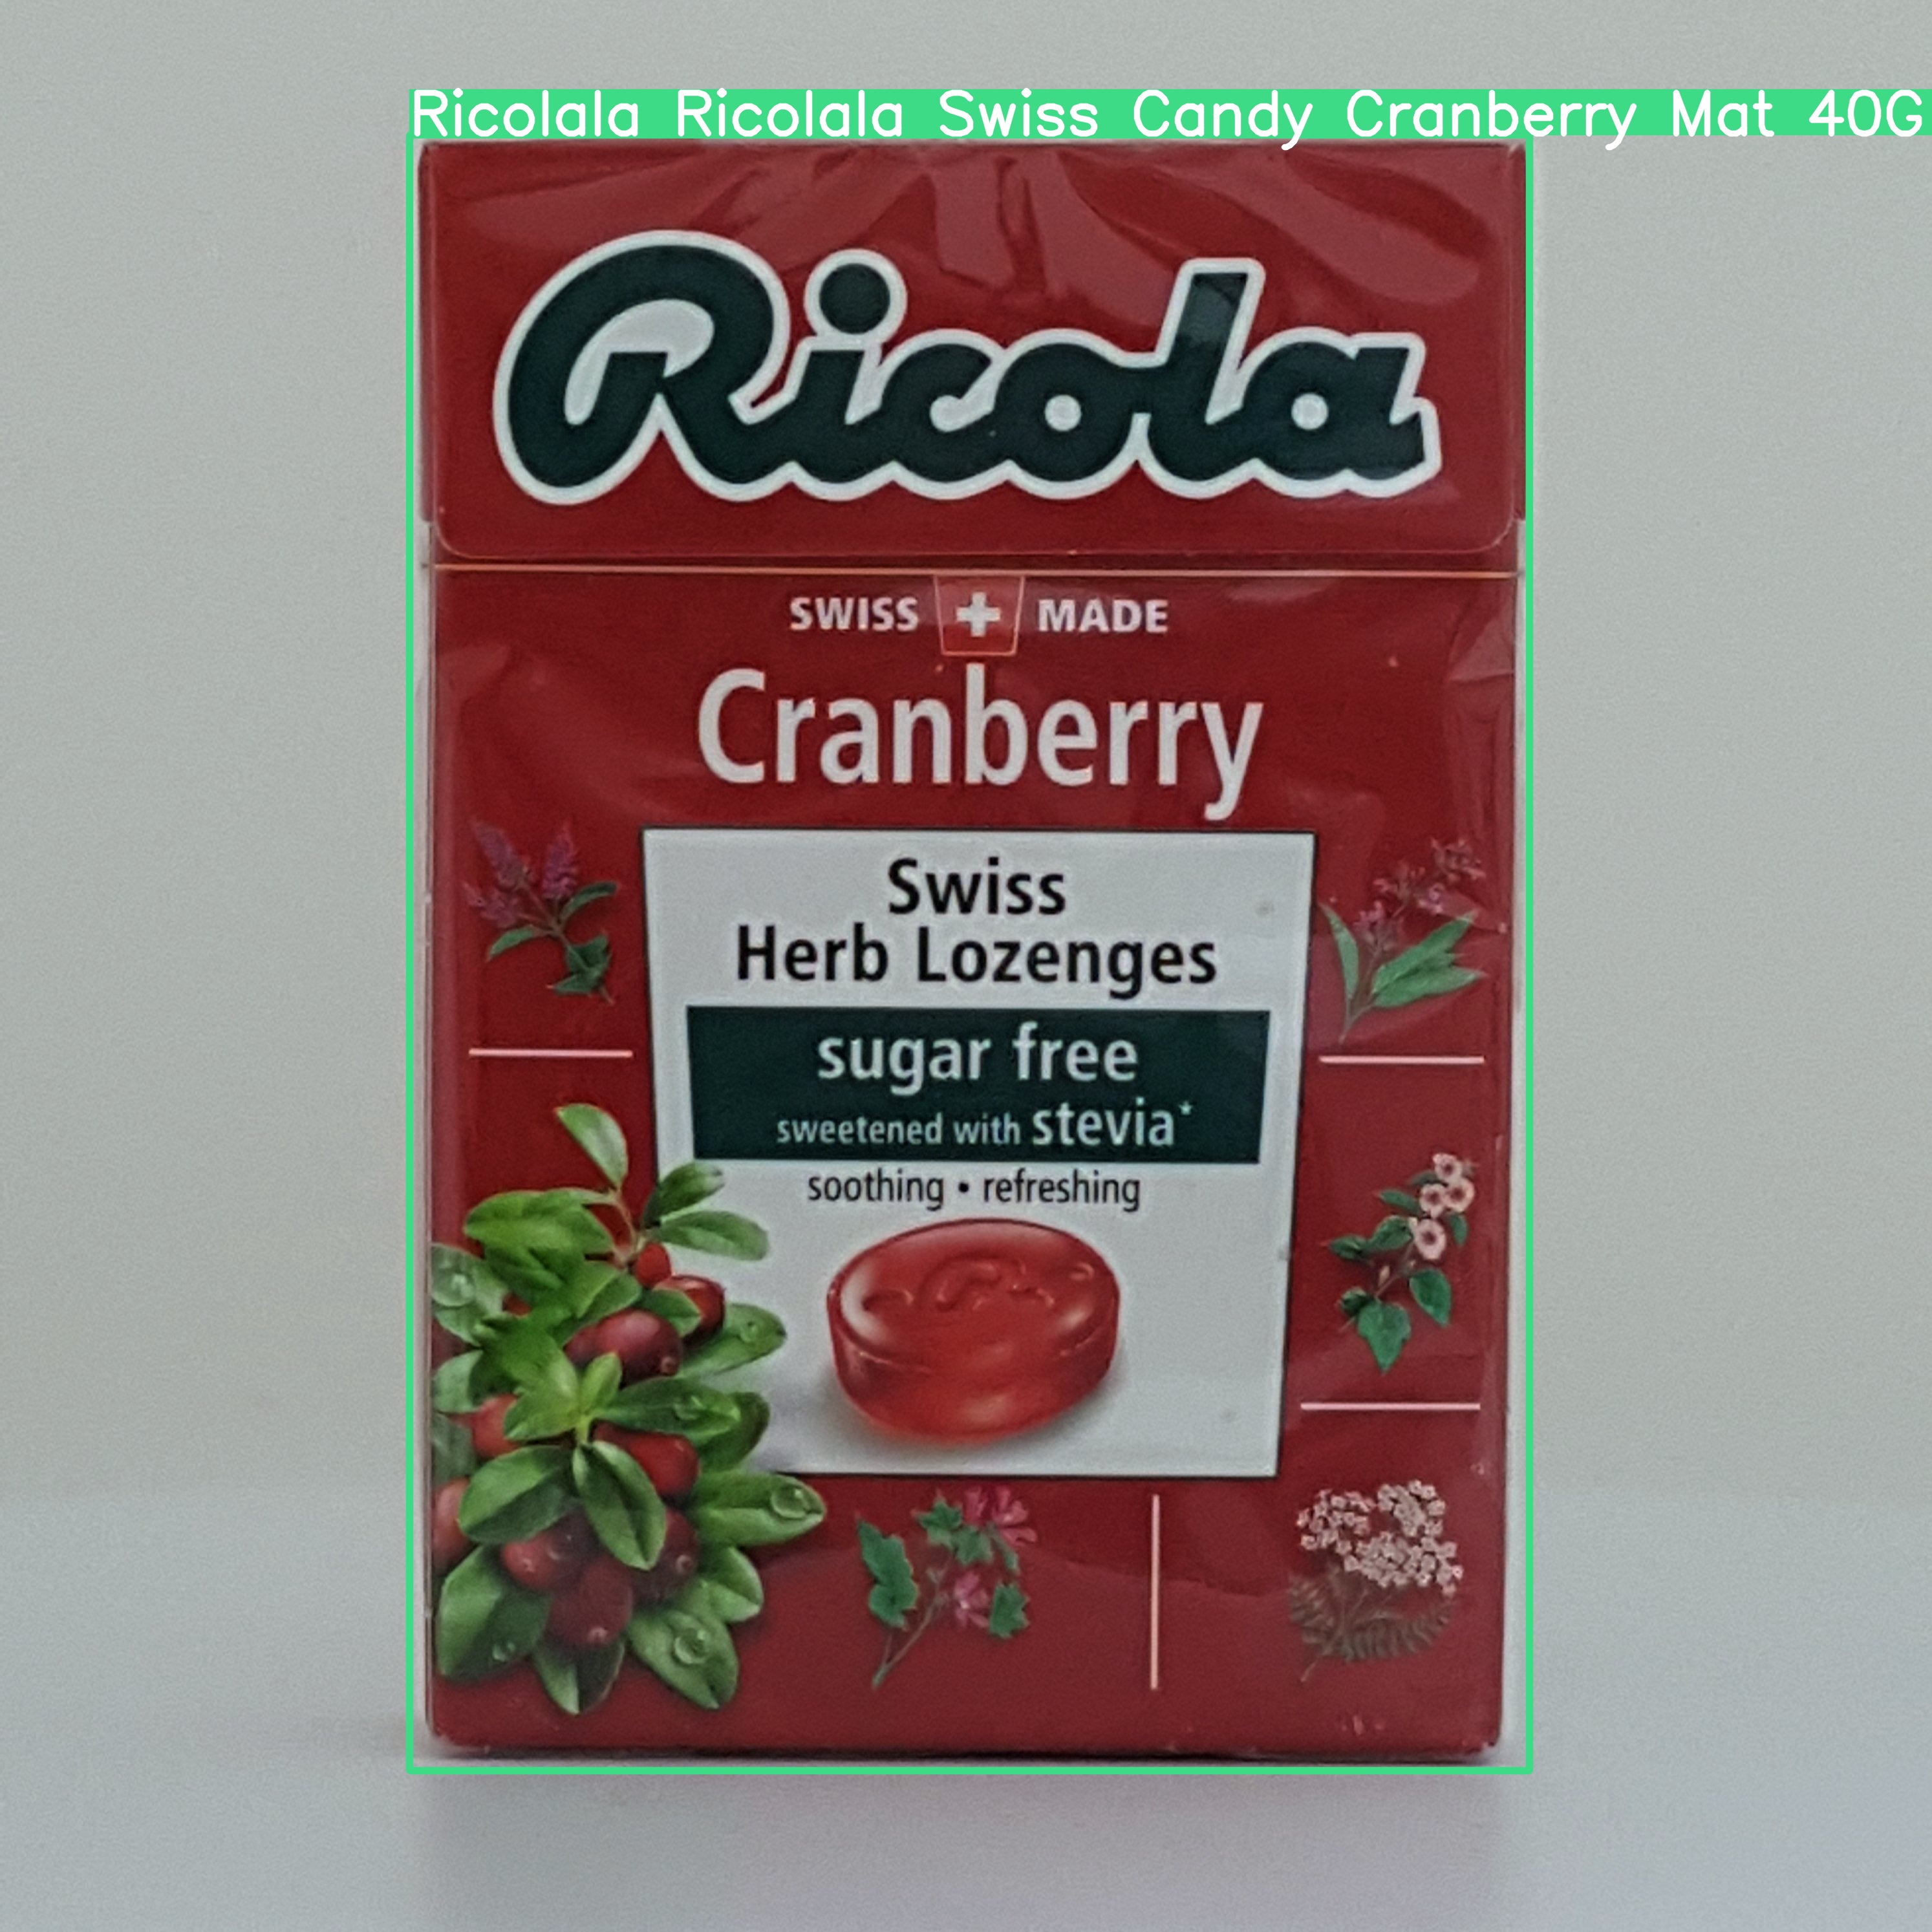 Ricolala Ricolala Swiss Candy Cranberry Mat 40G
Ricola
SWISS MADE
Cranberry
Swiss
Herb Lozenges
sugar free
sweetened with stevia*
soothing • refreshing